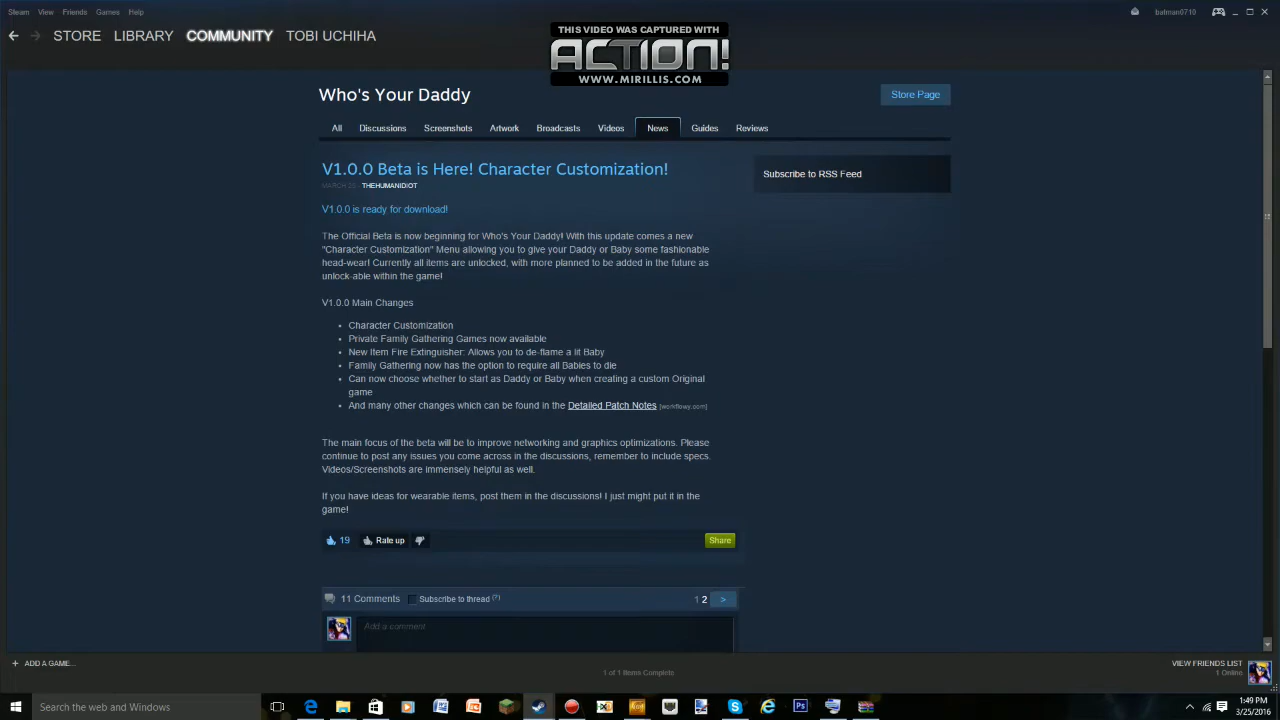 Steam View Friends Games Help
batman0719
STORE LIBRARY COMMUNITY TOBI UCHIHA
THIS VIDEO WAS CAPTURED WITH
ACTION!
WWW.MIRILLIS.COM
Who's Your Daddy
Store Page
All Discussions Screenshots Artwork Broadcasts Videos News Guides Reviews
V1.0.0 Beta is Here! Character Customization!
THEHUMANIDIOT
Subscribe to RSS Feed
V1.0.0 is ready for download!
The Official Beta is now beginning for Who's Your Daddy! With this update comes a new
"Character Customization" Menu allowing you to give your Daddy or Baby some fashionable
head-wear! Currently all items are unlocked, with more planned to be added in the future as
unlock-able within the game!
V1.0.0 Main Changes
• Character Customization
• Private Family Gathering Games now available
• New Item Fire Extinguisher: Allows you to de-flame a lit Baby
• Family Gathering now has the option to require all Babies to die
• Can now choose whether to start as Daddy or Baby when creating a custom Original
game
• And many other changes which can be found in the Detailed Patch Notes [workflowy.com]
The main focus of the beta will be to improve networking and graphics optimizations. Please
continue to post any issues you come across in the discussions, remember to include specs.
Videos/Screenshots are immensely helpful as well.
If you have ideas for wearable items, post them in the discussions! I just might put it in the
game!
19 Rate up
Share
11 Comments Subscribe to thread (?)
1 2 >
Add a comment
+ ADD A GAME...
1 of 1 Items Complete
VIEW FRIENDS LIST
1 Online
Search the web and Windows
1:49 PM
3/25/2016